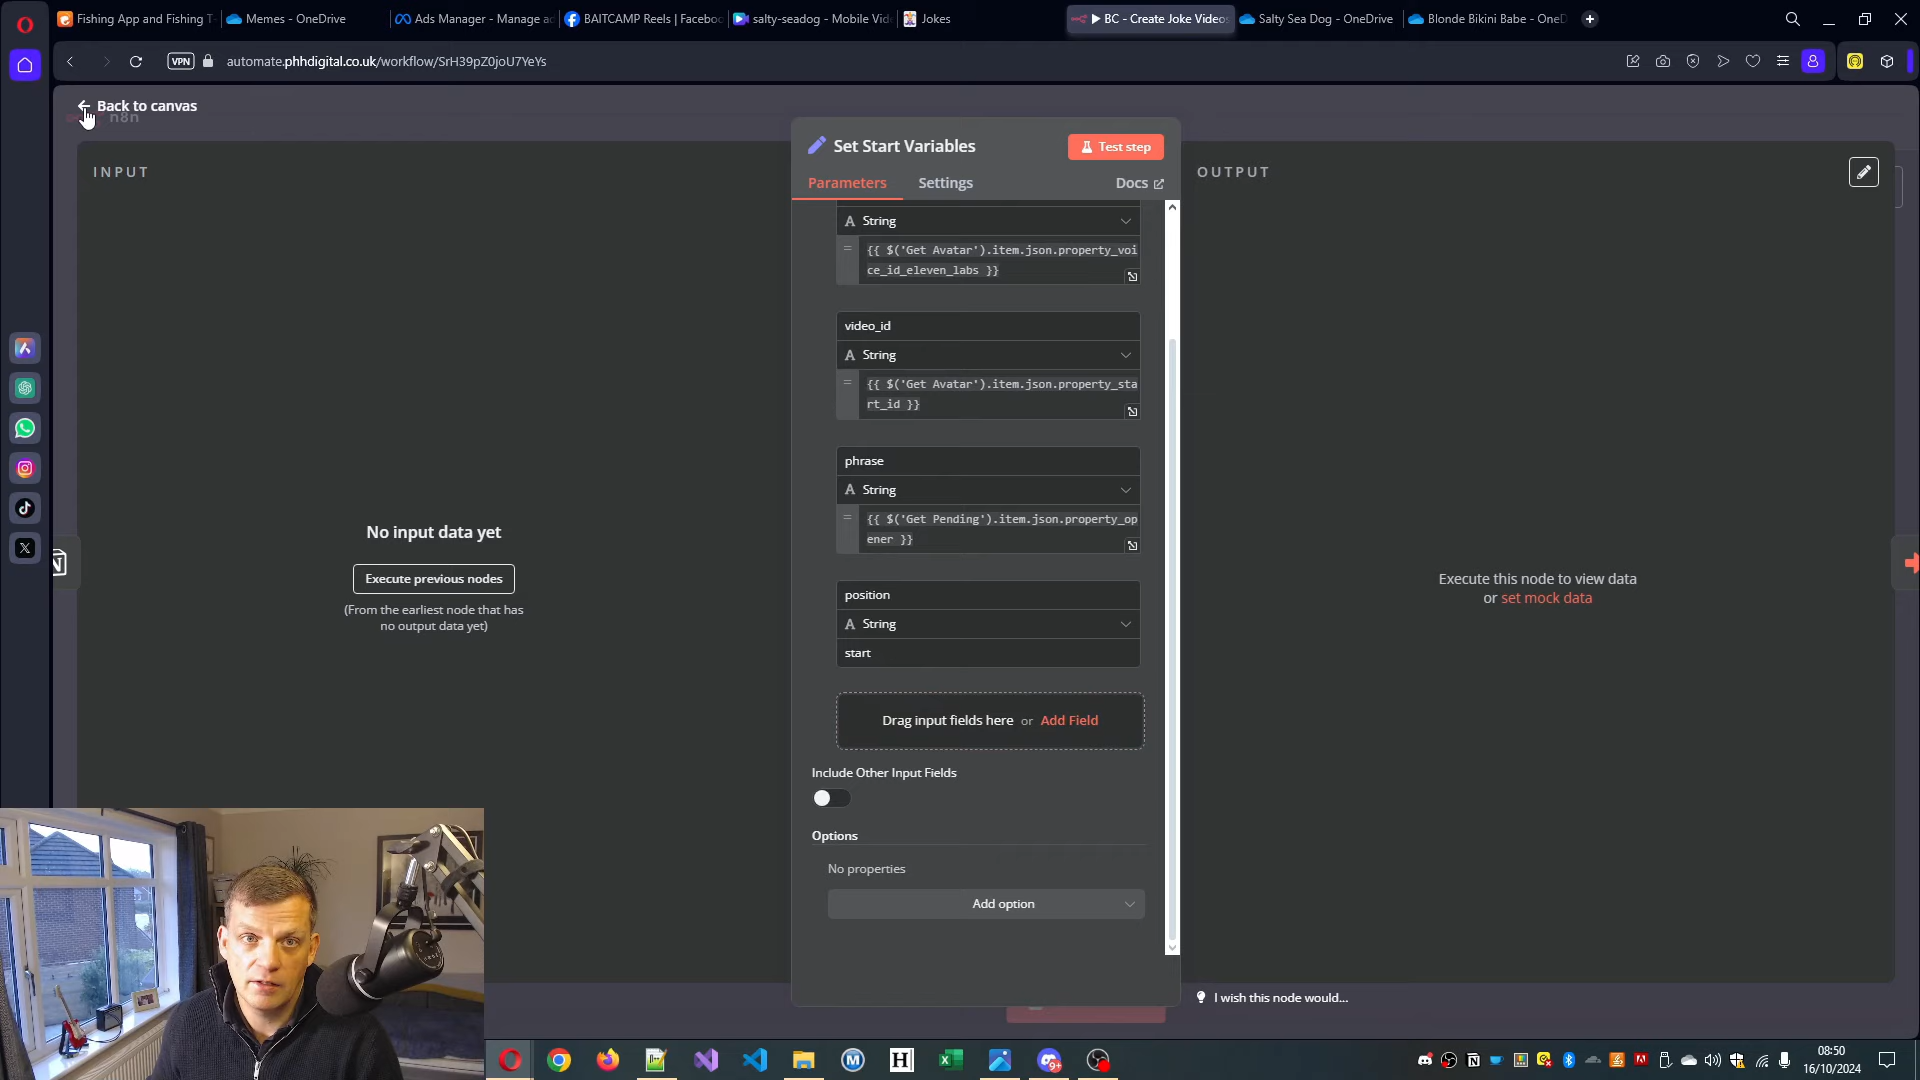 Fishing App and Fishing T
Memes - OneDrive
Ads Manager - Manage ad
BAITCAMP Reels | Faceboo
salty-seadog - Mobile Vid
Jokes
▶ BC - Create Joke Videos
Salty Sea Dog - OneDrive
Blonde Bikini Babe - OneD
VPN
automate.phhdigital.co.uk/workflow/SrH39pZ0joU7YeYs
Back to canvas
n8n
INPUT
No input data yet
Execute previous nodes
(From the earliest node that has
no output data yet)
Set Start Variables
Test step
Parameters
Settings
Docs
String
{{ $('Get Avatar').item.json.property_voi
ce_id_eleven_labs }}
video_id
String
{{ $('Get Avatar').item.json.property_sta
rt_id }}
phrase
String
{{ $('Get Pending').item.json.property_op
ener }}
position
String
start
Drag input fields here or Add Field
Include Other Input Fields
Options
No properties
Add option
OUTPUT
Execute this node to view data
or set mock data
I wish this node would...
08:50
16/10/2024